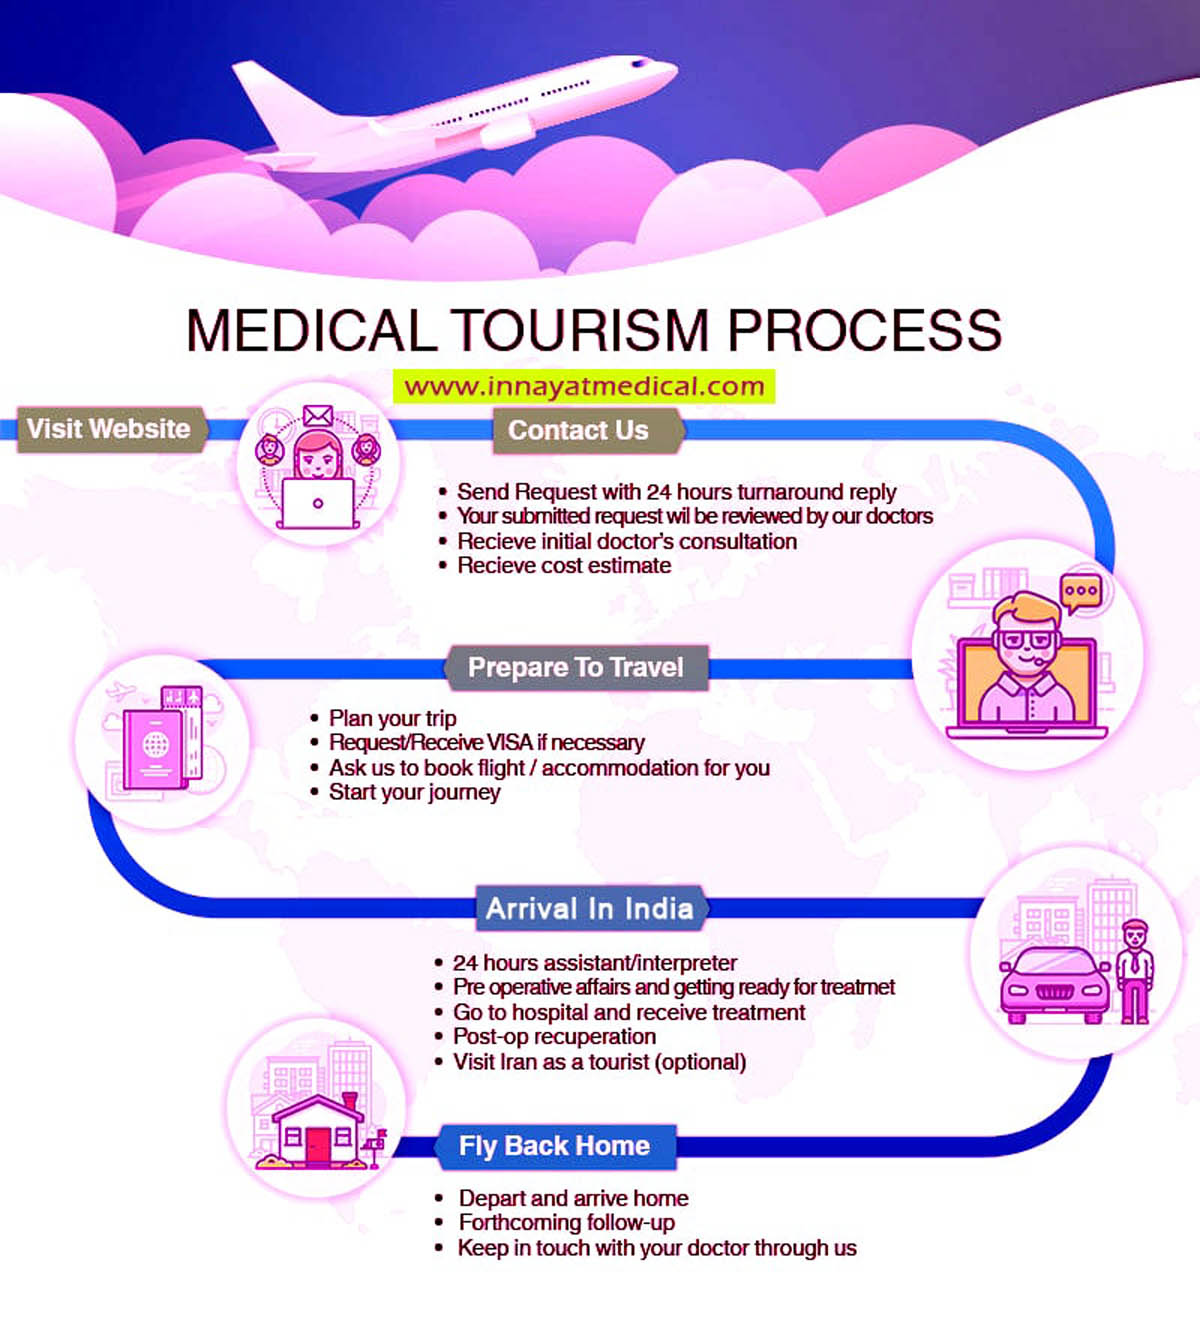 MEDICAL TOURISM PROCESS
www.innayatmedical.com
Visit Website
Contact Us
• Send Request with 24 hours turnaround reply
• Your submitted request wil be reviewed by our doctors
• Recieve initial doctor's consultation
• Recieve cost estimate
Prepare To Travel
• Plan your trip
• Request/Receive VISA if necessary
• Ask us to book flight / accommodation for you
• Start your journey
Arrival In India
• 24 hours assistant/interpreter
• Pre operative affairs and getting ready for treatmet
• Go to hospital and receive treatment
• Post-op recuperation
• Visit Iran as a tourist (optional)
Fly Back Home
• Depart and arrive home
• Forthcoming follow-up
• Keep in touch with your doctor through us